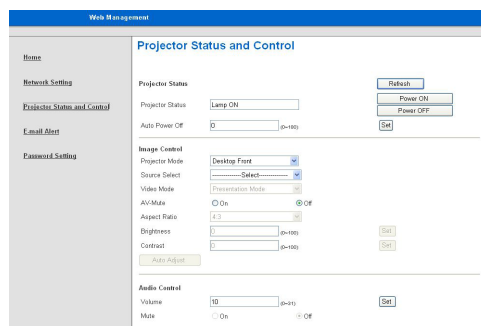 Web Management
Projector Status and Control
Home
Network Setting
Projector Status and Control
E-mail Alert
Password Setting
Projector Status
Refresh
Projector Status Lamp ON Power ON
Power OFF
Auto Power Off 0 (0~180) Set
Image Control
Projector Mode Desktop Front
Source Select --------------Select--------------
Video Mode Presentation Mode
AV-Mute On Off
Aspect Ratio 4:3
Brightness 0 (0~100) Set
Contrast 0 (0~100) Set
Auto Adjust
Audio Control
Volume 10 (0~31) Set
Mute On Off